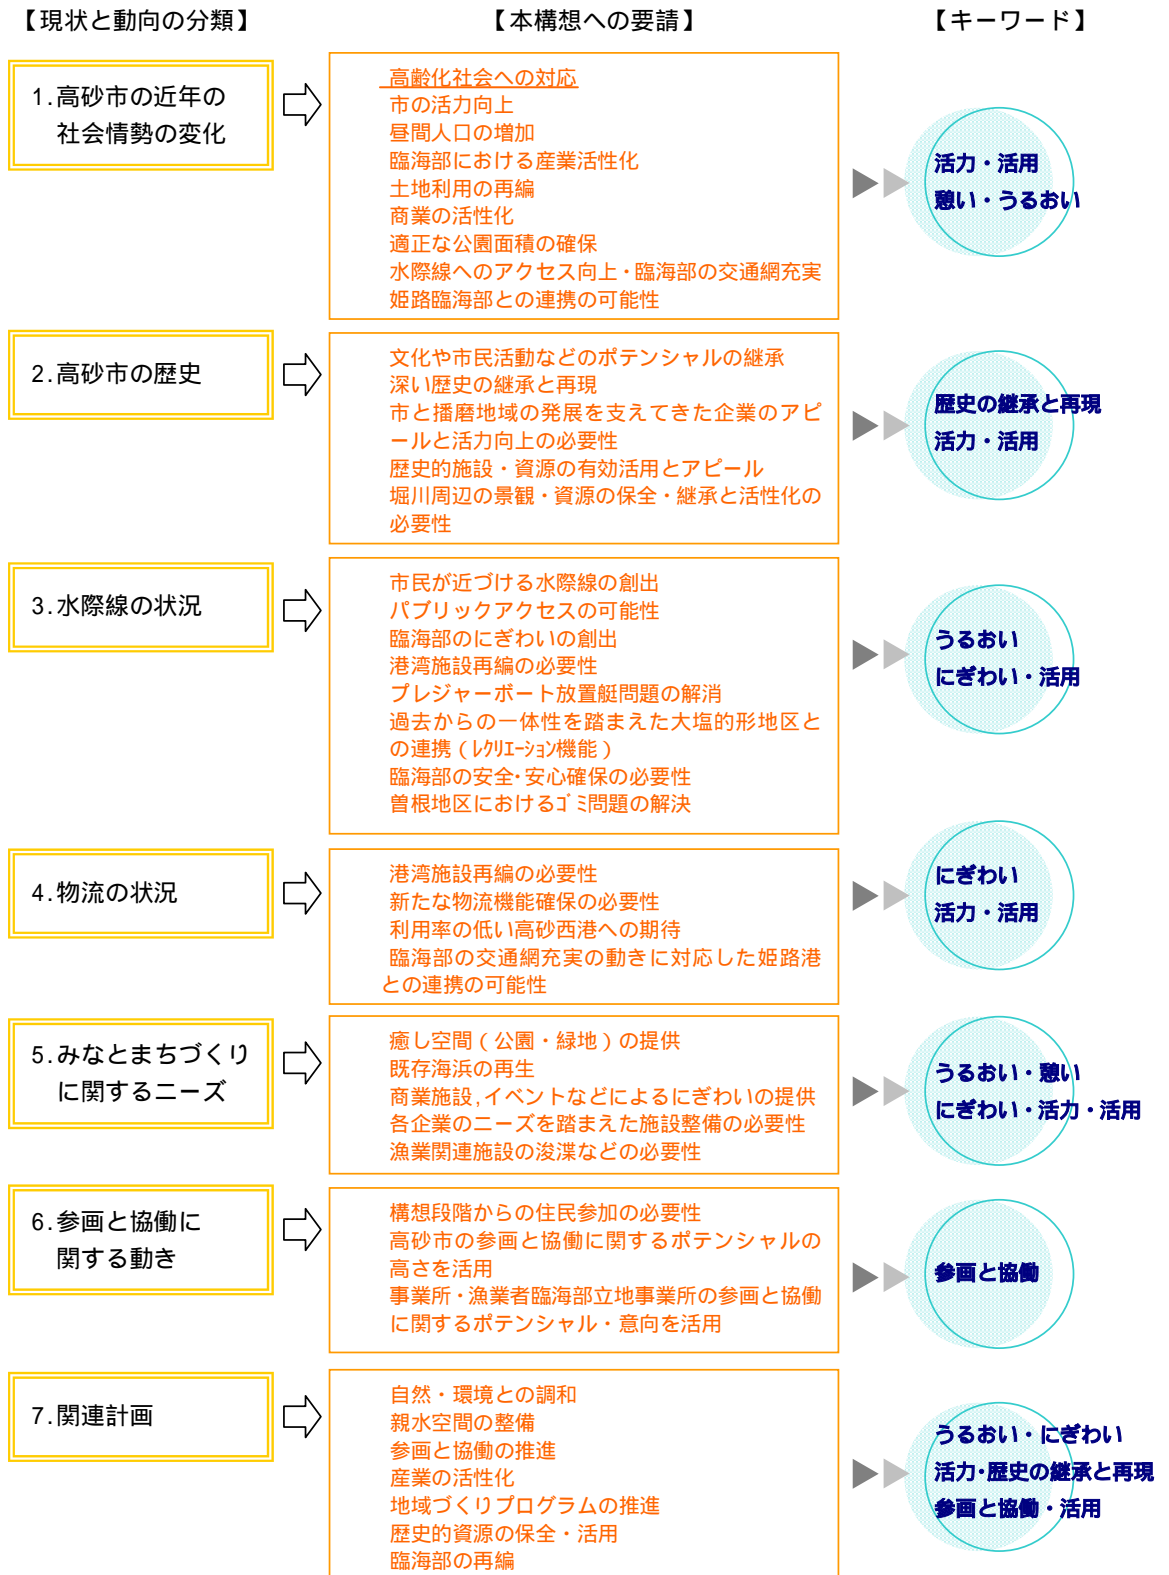 【現状と動向の分類】
【本構想への要請】
【キーワード】
1.高砂市の近年の
社会情勢の変化
高齢化社会への対応
市の活力向上
昼間人口の増加
臨海部における産業活性化
土地利用の再編
商業の活性化
適正な公園面積の確保
水際線へのアクセス向上・臨海部の交通網充実
姫路臨海部との連携の可能性
活力・活用
憩い・うるおい
2.高砂市の歴史
文化や市民活動などのポテンシャルの継承
深い歴史の継承と再現
市と播磨地域の発展を支えてきた企業のアピ
ールと活力向上の必要性
歴史的施設・資源の有効活用とアピール
堀川周辺の景観・資源の保全・継承と活性化の
必要性
歴史の継承と再現
活力・活用
3.水際線の状況
市民が近づける水際線の創出
パブリックアクセスの可能性
臨海部のにぎわいの創出
港湾施設再編の必要性
プレジャーボート放置艇問題の解消
過去からの一体性を踏まえた大塩的形地区と
の連携（ﾚｸﾘｴｰｼｮﾝ機能）
臨海部の安全・安心確保の必要性
曽根地区におけるｺﾞﾐ問題の解決
うるおい
にぎわい・活用
4.物流の状況
港湾施設再編の必要性
新たな物流機能確保の必要性
利用率の低い高砂西港への期待
臨海部の交通網充実の動きに対応した姫路港
との連携の可能性
にぎわい
活力・活用
5.みなとまちづくり
に関するニーズ
癒し空間（公園・緑地）の提供
既存海浜の再生
商業施設,イベントなどによるにぎわいの提供
各企業のニーズを踏まえた施設整備の必要性
漁業関連施設の浚渫などの必要性
うるおい・憩い
にぎわい・活力・活用
6.参画と協働に
関する動き
構想段階からの住民参加の必要性
高砂市の参画と協働に関するポテンシャルの
高さを活用
事業所・漁業者臨海部立地事業所の参画と協働
に関するポテンシャル・意向を活用
参画と協働
7.関連計画
自然・環境との調和
親水空間の整備
参画と協働の推進
産業の活性化
地域づくりプログラムの推進
歴史的資源の保全・活用
臨海部の再編
うるおい・にぎわい
活力・歴史の継承と再現
参画と協働・活用